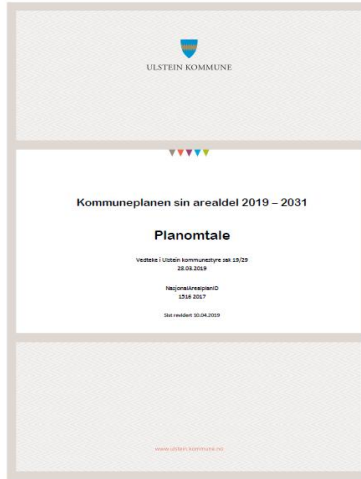 ULSTEIN KOMMUNE
Kommuneplanen sin arealdel 2019 – 2031
Planomtale
Vedteke i Ulstein kommunestyre sak 19/29
28.03.2019
NasjonalArealplanID
1516 2017
Sist revidert 10.04.2019
www.ulstein.kommune.no